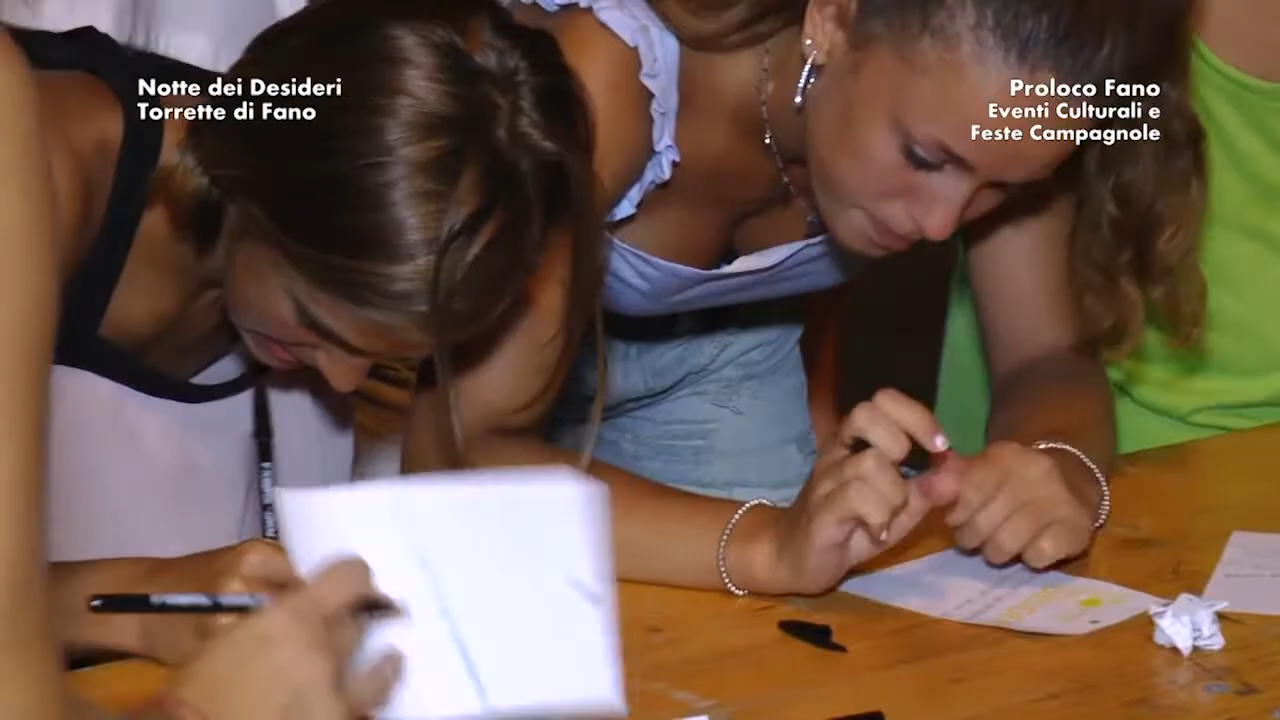 Notte dei Desideri
Torrette di Fano
Proloco Fano
Eventi Culturali e
Feste Campagnole